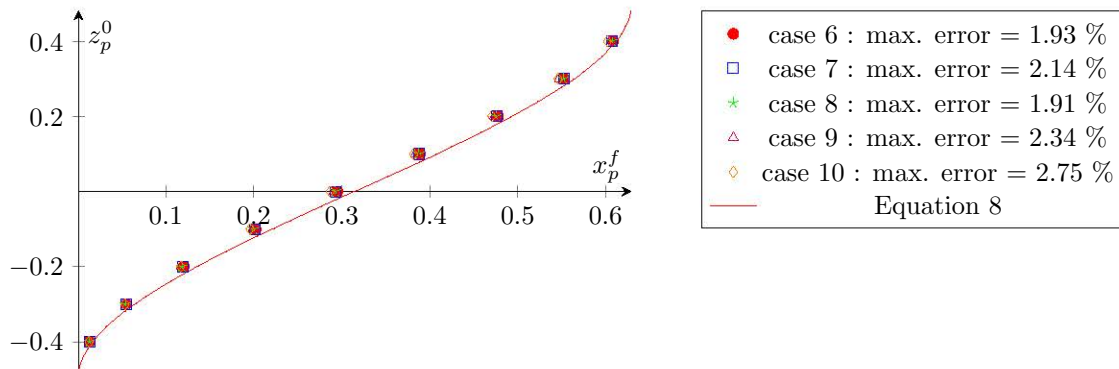 z_p^0
0.4
0.2
x_p^f
0.1 0.2 0.3 0.4 0.5 0.6
−0.2
−0.4
case 6 : max. error = 1.93 %
case 7 : max. error = 2.14 %
case 8 : max. error = 1.91 %
case 9 : max. error = 2.34 %
case 10 : max. error = 2.75 %
Equation 8